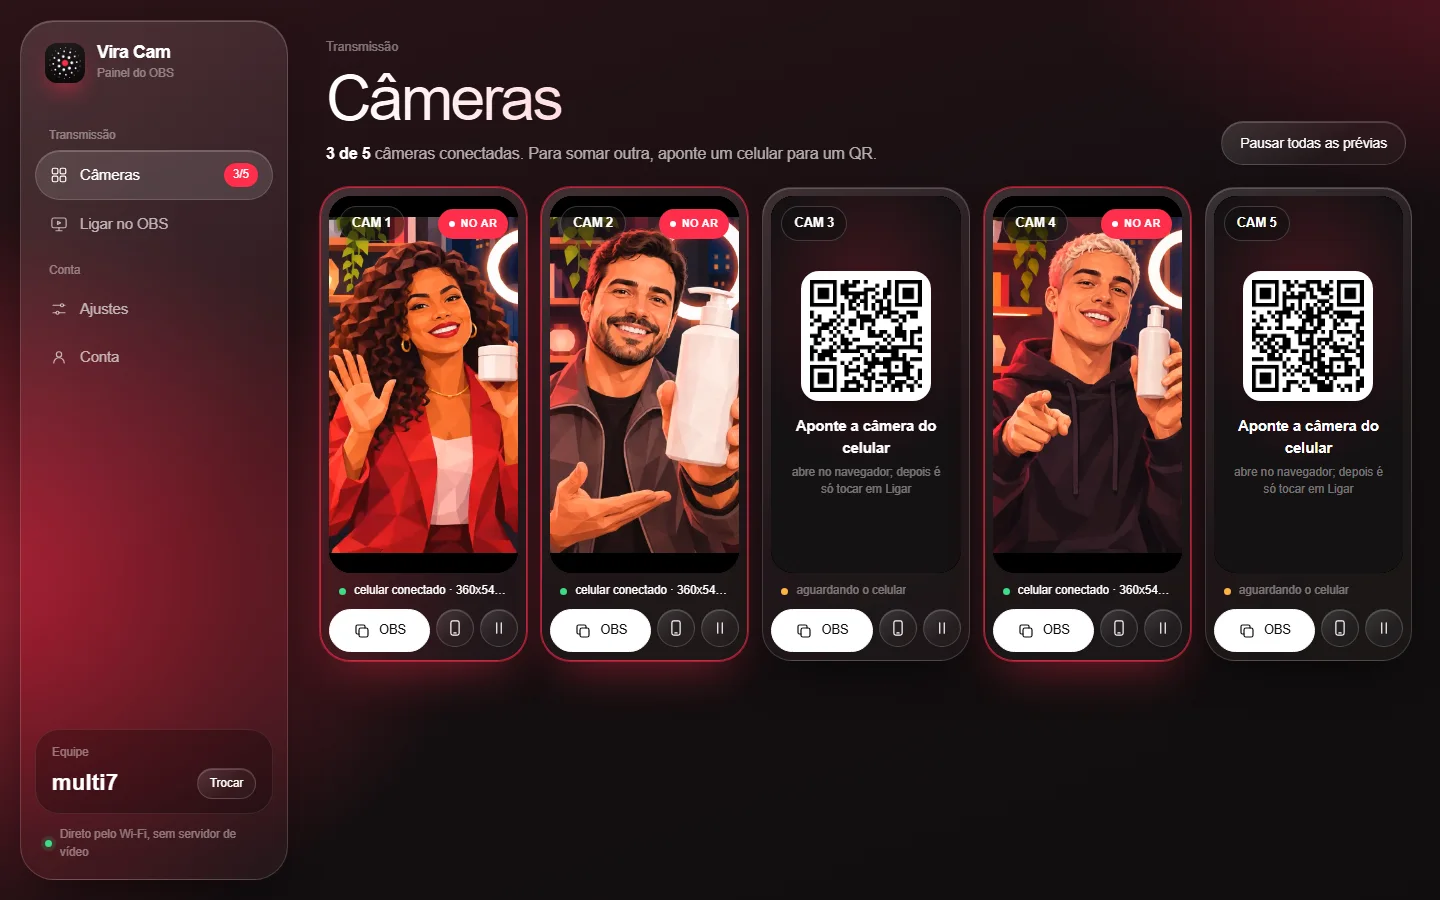 Vira Cam
Painel do OBS
Transmissão
Câmeras
3/5
Ligar no OBS
Conta
Ajustes
Conta
Equipe
multi7
Trocar
Direto pelo Wi-Fi, sem servidor de
vídeo
Transmissão
Câmeras
3 de 5 câmeras conectadas. Para somar outra, aponte um celular para um QR.
Pausar todas as prévias
CAM 1
NO AR
celular conectado · 360x54...
OBS
CAM 2
NO AR
celular conectado · 360x54...
OBS
CAM 3
Aponte a câmera do
celular
abre no navegador; depois é
só tocar em Ligar
aguardando o celular
OBS
CAM 4
NO AR
celular conectado · 360x54...
OBS
CAM 5
Aponte a câmera do
celular
abre no navegador; depois é
só tocar em Ligar
aguardando o celular
OBS